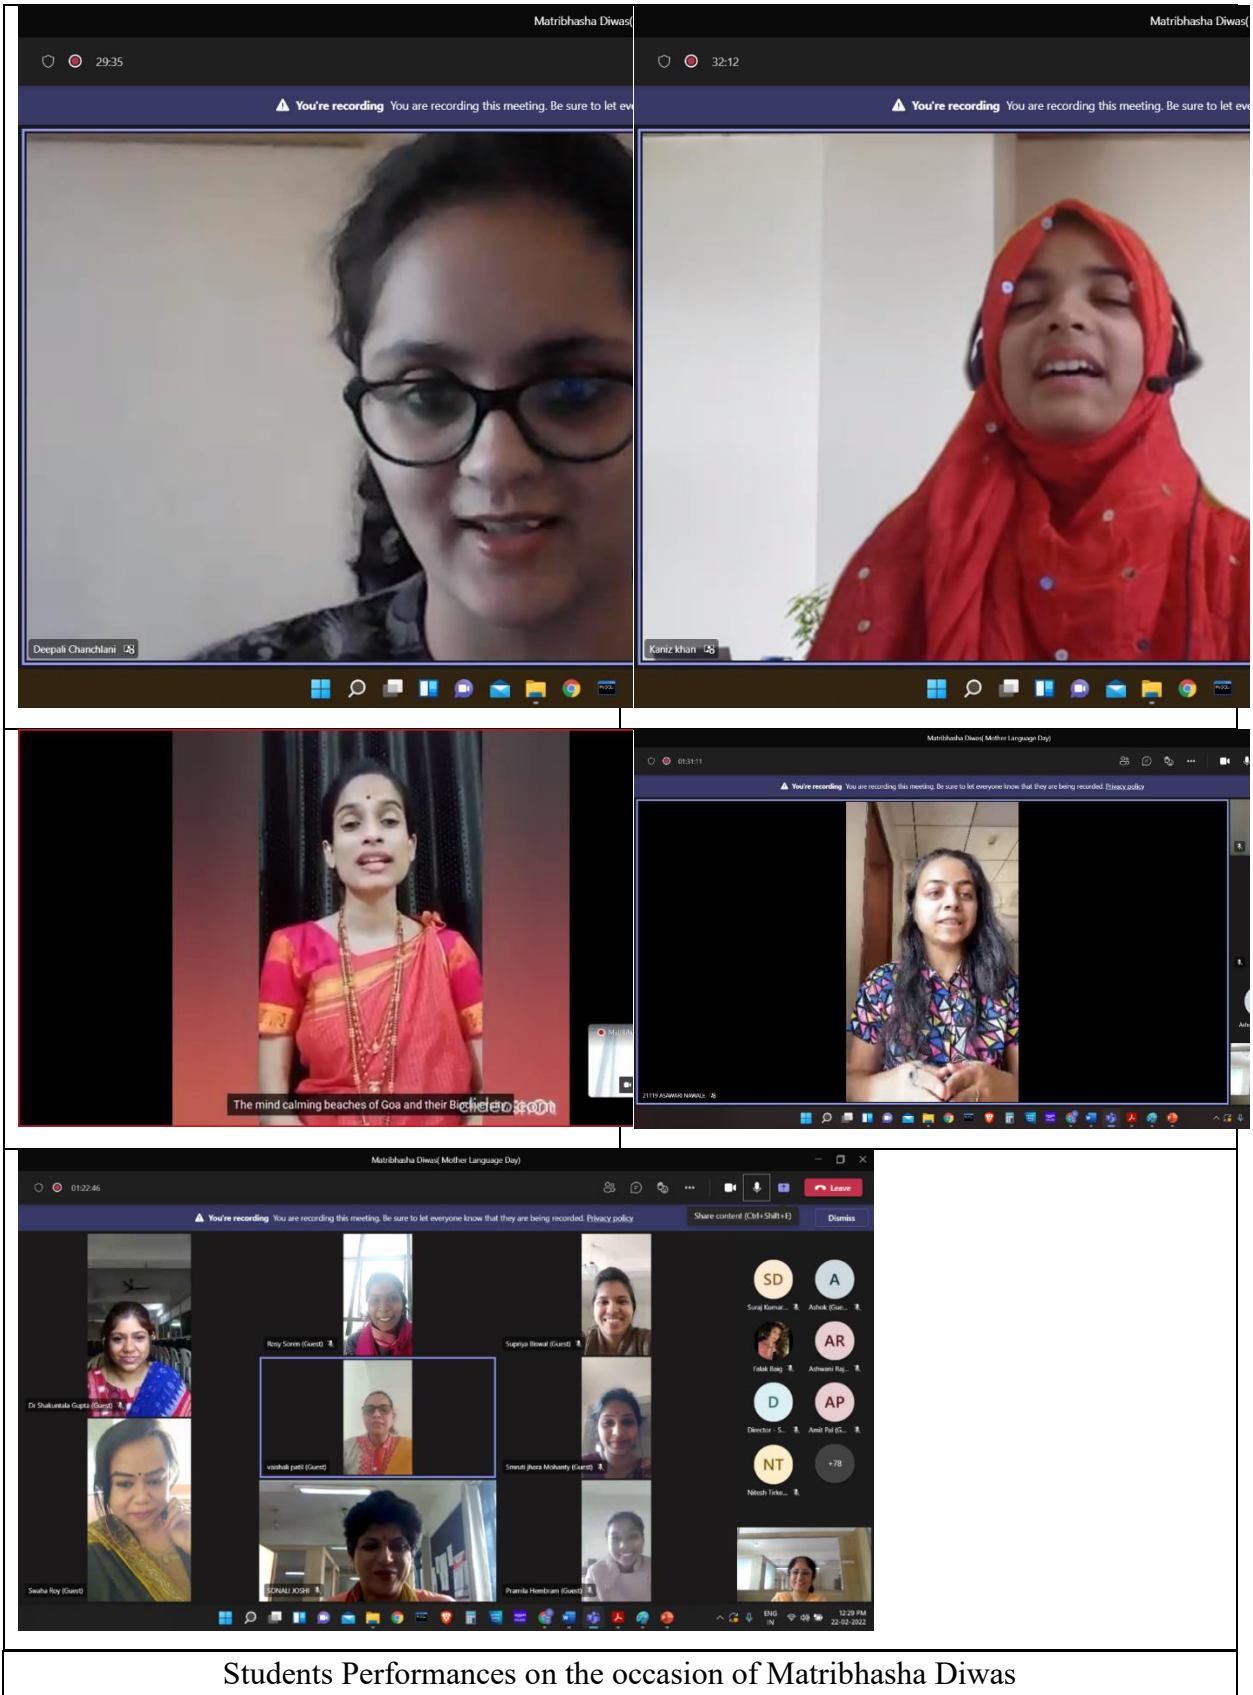 Matribhasha Diwas(
29:35
You're recording You are recording this meeting. Be sure to let eve
Deepali Chanchlani
Matribhasha Diwas(
32:12
You're recording You are recording this meeting. Be sure to let eve
Kaniz khan
The mind calming beaches of Goa and their
clideo.com
Matribhasha Diwas( Mother Language Day)
01:31:11
You're recording You are recording this meeting. Be sure to let everyone know that they are being recorded. Privacy policy
21119 ASAWARI NAWALE
Matribhasha Diwas( Mother Language Day)
01:22:46
Leave
You're recording You are recording this meeting. Be sure to let everyone know that they are being recorded. Privacy policy
Share content (Ctrl+Shift+E)
Dismiss
Dr Shakuntala Gupta (Guest)
Rosy Soren (Guest)
Supriya Biswal (Guest)
vaishali patil (Guest)
Smruti jhara Mohanty (Guest)
Swaha Roy (Guest)
SONALI JOSHI
Pramila Hembram (Guest)
SD
A
Suraj Kumar...
Ashok (Gue...
AR
Falak Baig
Ashwani Raj...
D
AP
Director - S...
Amit Pal (G...
NT
+78
Nitesh Tirke...
ENG
IN
12:29 PM
22-02-2022
Students Performances on the occasion of Matribhasha Diwas